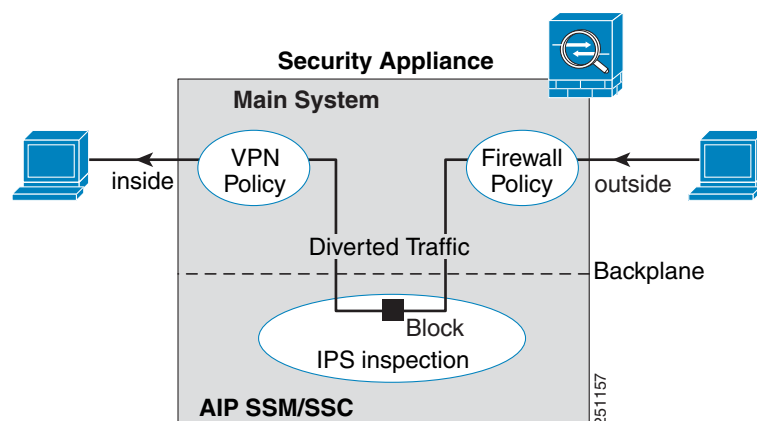 Security Appliance
Main System
VPN
Policy
Firewall
Policy
inside
outside
Diverted Traffic
Backplane
Block
IPS inspection
AIP SSM/SSC
251157